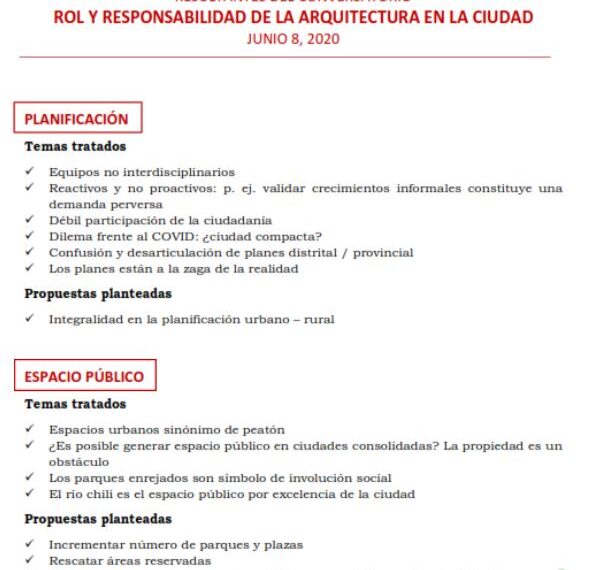 RESULTANTES DEL CONVERSATORIO
ROL Y RESPONSABILIDAD DE LA ARQUITECTURA EN LA CIUDAD
JUNIO 8, 2020
PLANIFICACIÓN
Temas tratados
✓ Equipos no interdisciplinarios
✓ Reactivos y no proactivos: p. ej. validar crecimientos informales constituye una
demanda perversa
✓ Débil participación de la ciudadanía
✓ Dilema frente al COVID: ¿ciudad compacta?
✓ Confusión y desarticulación de planes distrital / provincial
✓ Los planes están a la zaga de la realidad
Propuestas planteadas
✓ Integralidad en la planificación urbano – rural
ESPACIO PÚBLICO
Temas tratados
✓ Espacios urbanos sinónimo de peatón
✓ ¿Es posible generar espacio público en ciudades consolidadas? La propiedad es un
obstáculo
✓ Los parques enrejados son símbolo de involución social
✓ El río chili es el espacio público por excelencia de la ciudad
Propuestas planteadas
✓ Incrementar número de parques y plazas
✓ Rescatar áreas reservadas